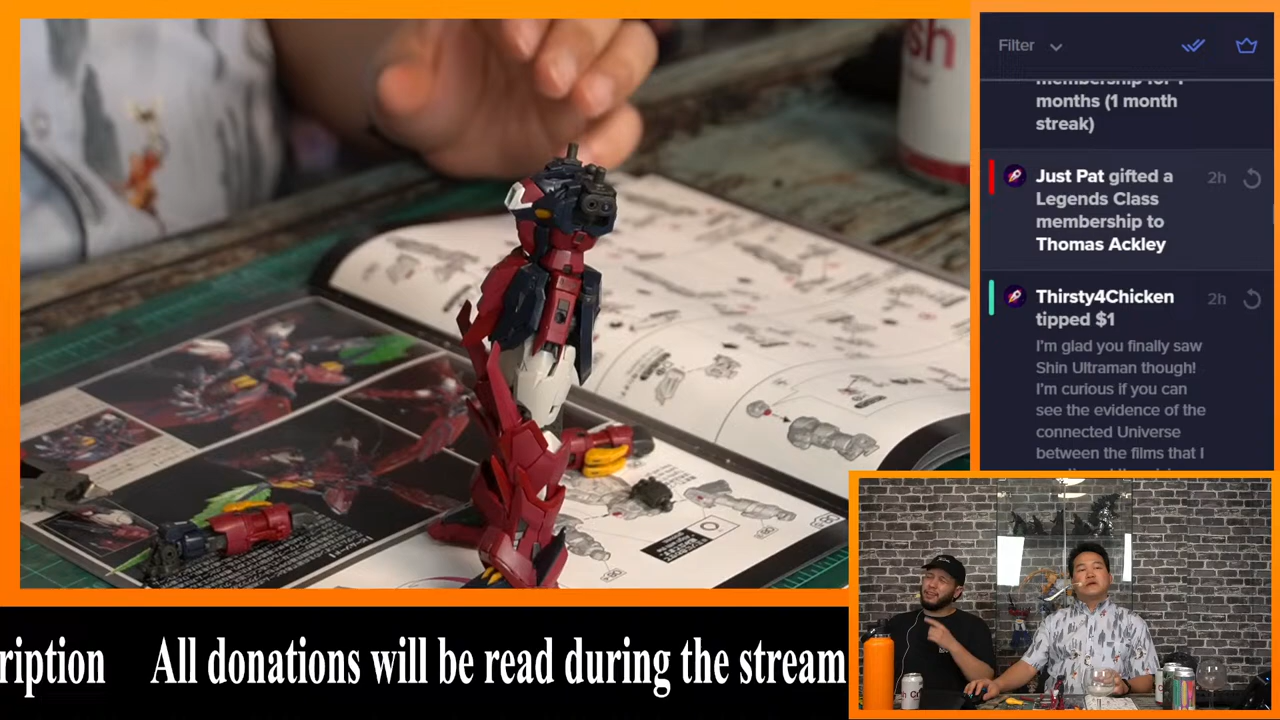 Filter
months (1 month
streak)
Just Pat gifted a 2h
Legends Class
membership to
Thomas Ackley
Thirsty4Chicken 2h
tipped $1
I'm glad you finally saw
Shin Ultraman though!
I'm curious if you can
see the evidence of the
connected Universe
between the films that I
ription All donations will be read during the stream